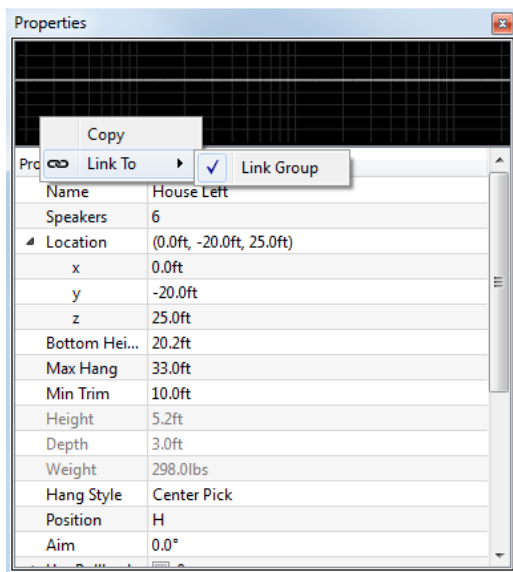 Properties
Copy
Link To
Link Group
Name House Left
Speakers 6
Location (0.0ft, -20.0ft, 25.0ft)
x 0.0ft
y -20.0ft
z 25.0ft
Bottom Hei... 20.2ft
Max Hang 33.0ft
Min Trim 10.0ft
Height 5.2ft
Depth 3.0ft
Weight 298.0lbs
Hang Style Center Pick
Position H
Aim 0.0°